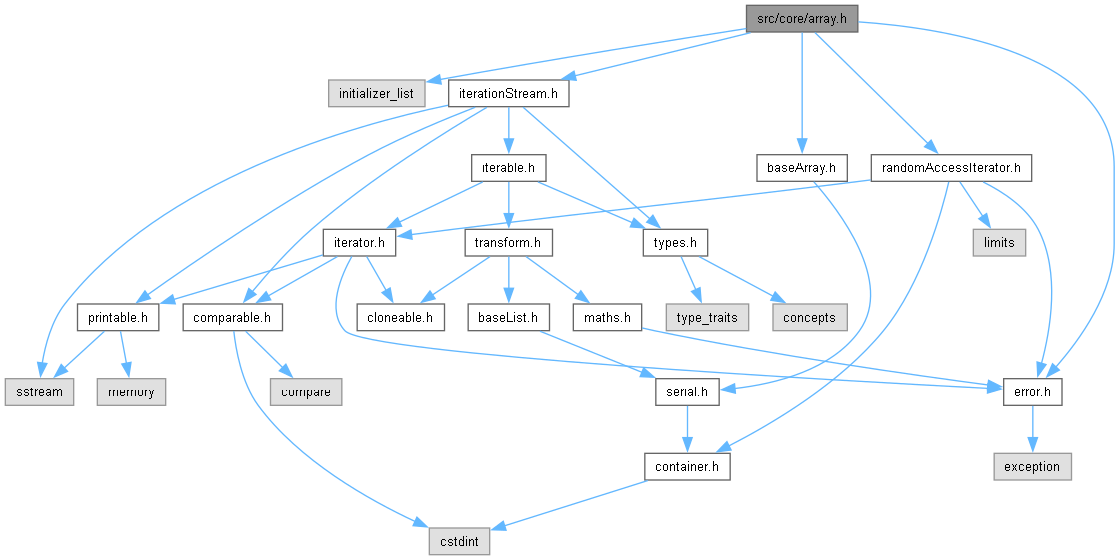 src/core/array.h
initializer_list
iterationStream.h
iterable.h
baseArray.h
randomAccessIterator.h
iterator.h
transform.h
types.h
limits
printable.h
comparable.h
cloneable.h
baseList.h
maths.h
type_traits
concepts
sstream
memory
compare
serial.h
error.h
container.h
exception
cstdint